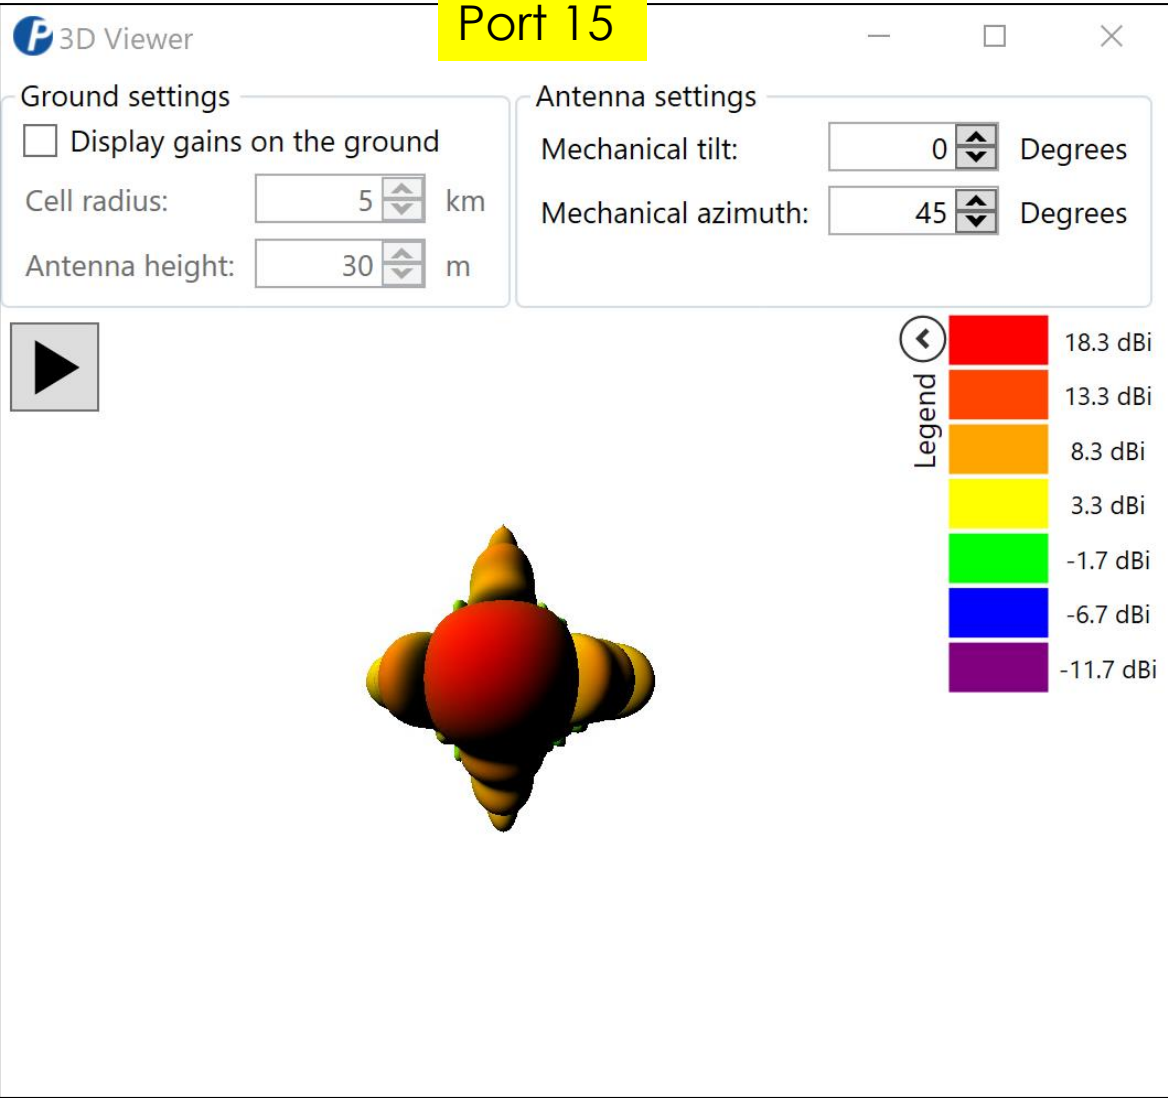 Port 15
3D Viewer
Ground settings
Display gains on the ground
Cell radius: 5 km
Antenna height: 30 m
Antenna settings
Mechanical tilt: 0 Degrees
Mechanical azimuth: 45 Degrees
Legend
18.3 dBi
13.3 dBi
8.3 dBi
3.3 dBi
-1.7 dBi
-6.7 dBi
-11.7 dBi